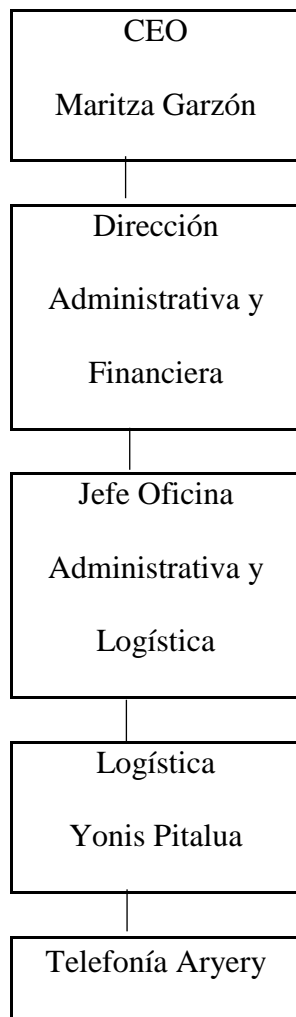 CEO
Maritza Garzón
Dirección
Administrativa y
Financiera
Jefe Oficina
Administrativa y
Logística
Logística
Yonis Pitalua
Telefonía Aryery